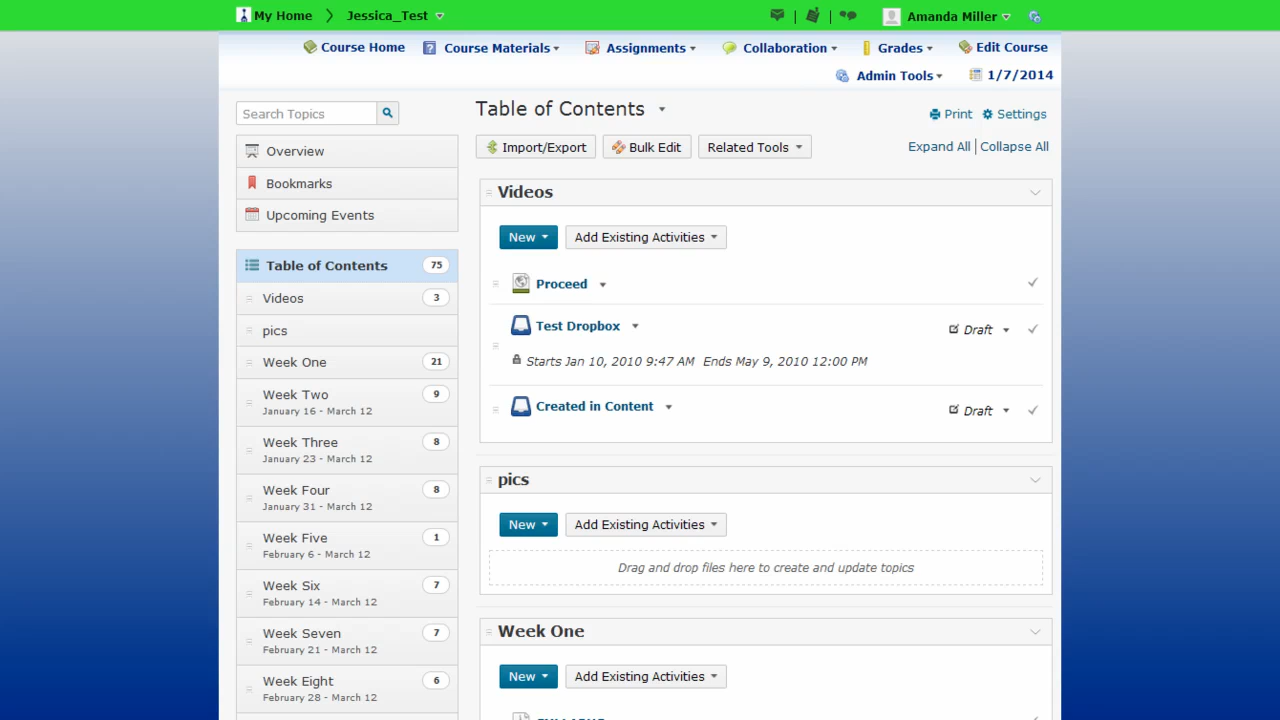 My Home
Jessica_Test
Amanda Miller
Course Home
Course Materials
Assignments
Collaboration
Grades
Edit Course
Admin Tools
1/7/2014
Search Topics
Overview
Bookmarks
Upcoming Events
Table of Contents 75
Videos 3
pics
Week One 21
Week Two 9
January 16 - March 12
Week Three 8
January 23 - March 12
Week Four 8
January 31 - March 12
Week Five 1
February 6 - March 12
Week Six 7
February 14 - March 12
Week Seven 7
February 21 - March 12
Week Eight 6
February 28 - March 12
Table of Contents
Print
Settings
Import/Export
Bulk Edit
Related Tools
Expand All
Collapse All
Videos
New
Add Existing Activities
Proceed
Test Dropbox
Draft
Starts Jan 10, 2010 9:47 AM Ends May 9, 2010 12:00 PM
Created in Content
Draft
pics
New
Add Existing Activities
Drag and drop files here to create and update topics
Week One
New
Add Existing Activities